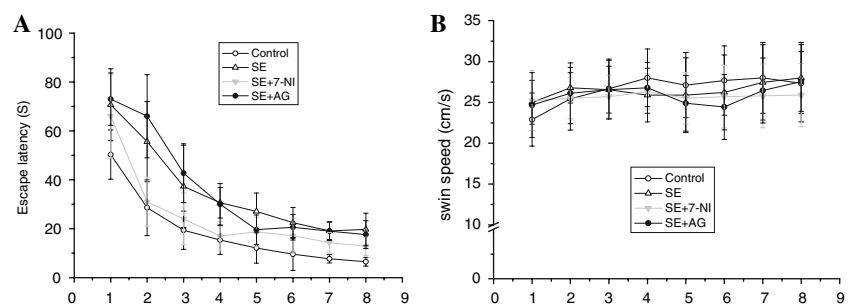 A
Escape latency (S)
100
80
60
40
20
0
0 1 2 3 4 5 6 7 8 9
Control
SE
SE+7-NI
SE+AG
B
swin speed (cm/s)
35
30
25
20
15
10
0
0 1 2 3 4 5 6 7 8 9
Control
SE
SE+7-NI
SE+AG